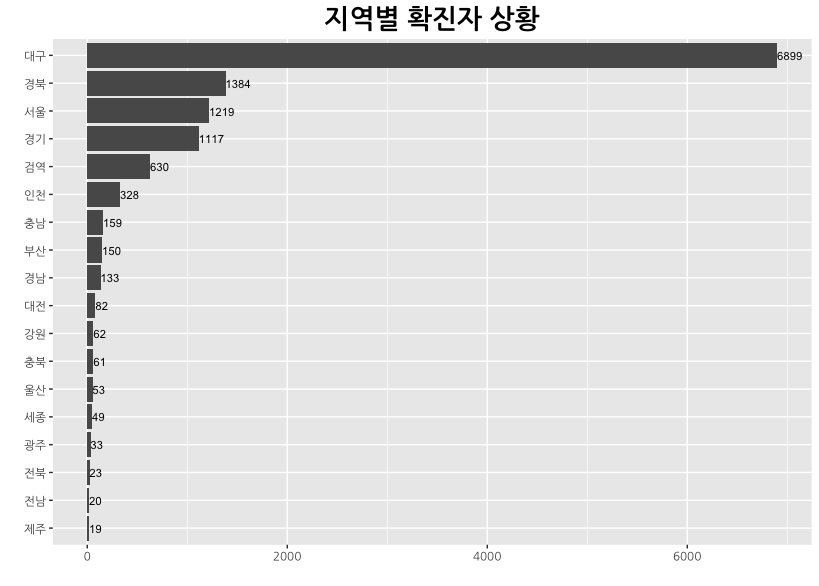 지역별 확진자 상황
대구 6899
경북 1384
서울 1219
경기 1117
검역 630
인천 328
충남 159
부산 150
경남 133
대전 82
강원 62
충북 61
울산 53
세종 49
광주 33
전북 23
전남 20
제주 19
0 2000 4000 6000